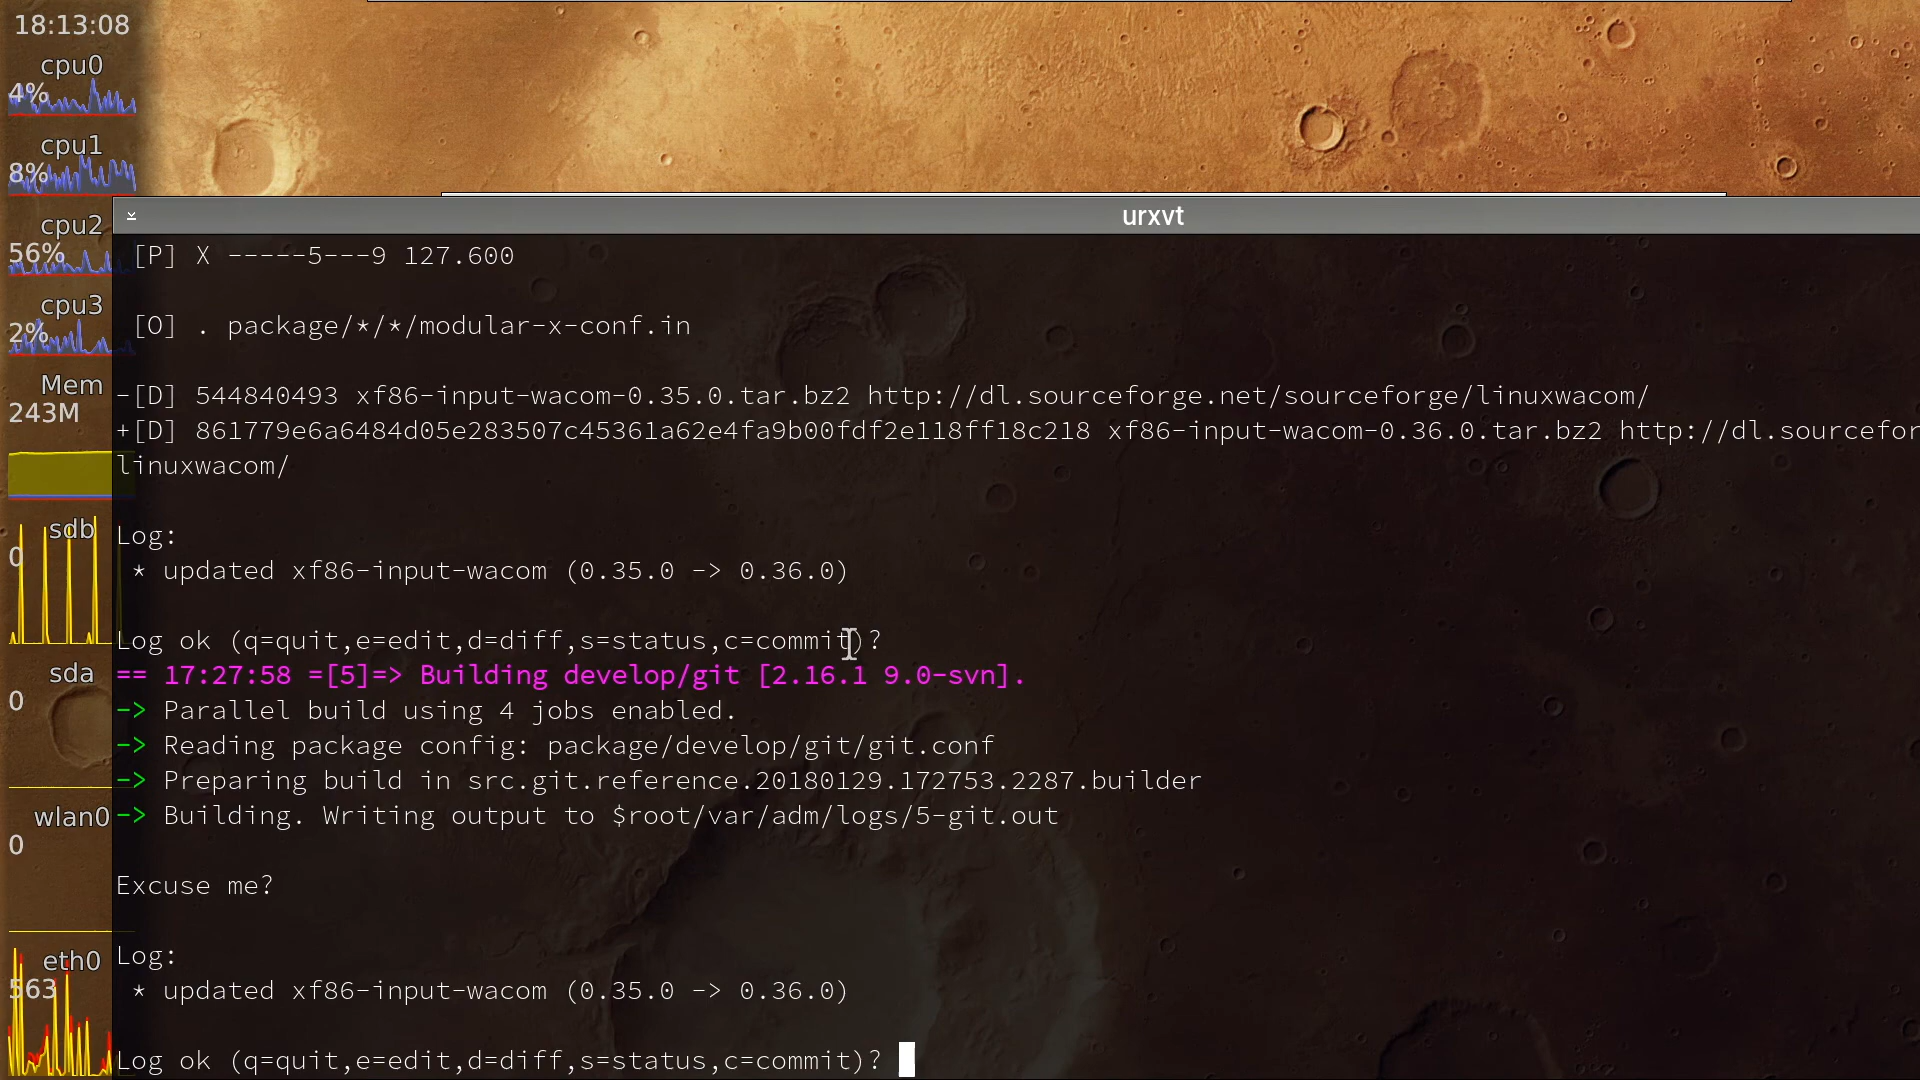 18:13:08
cpu0
4%
cpu1
8%
cpu2
56%
cpu3
2%
Mem
243M
sdb
0
sda
0
wlan0
0
eth0
563
urxvt
[P] X -----5---9 127.600
[O] . package/*/*/modular-x-conf.in
-[D] 544840493 xf86-input-wacom-0.35.0.tar.bz2 http://dl.sourceforge.net/sourceforge/linuxwacom/
+[D] 861779e6a6484d05e283507c45361a62e4fa9b00fdf2e118ff18c218 xf86-input-wacom-0.36.0.tar.bz2 http://dl.sourcefor
linuxwacom/
Log:
* updated xf86-input-wacom (0.35.0 -> 0.36.0)
Log ok (q=quit,e=edit,d=diff,s=status,c=commit)?
== 17:27:58 =[5]=> Building develop/git [2.16.1 9.0-svn].
-> Parallel build using 4 jobs enabled.
-> Reading package config: package/develop/git/git.conf
-> Preparing build in src.git.reference.20180129.172753.2287.builder
-> Building. Writing output to $root/var/adm/logs/5-git.out
Excuse me?
Log:
* updated xf86-input-wacom (0.35.0 -> 0.36.0)
Log ok (q=quit,e=edit,d=diff,s=status,c=commit)?